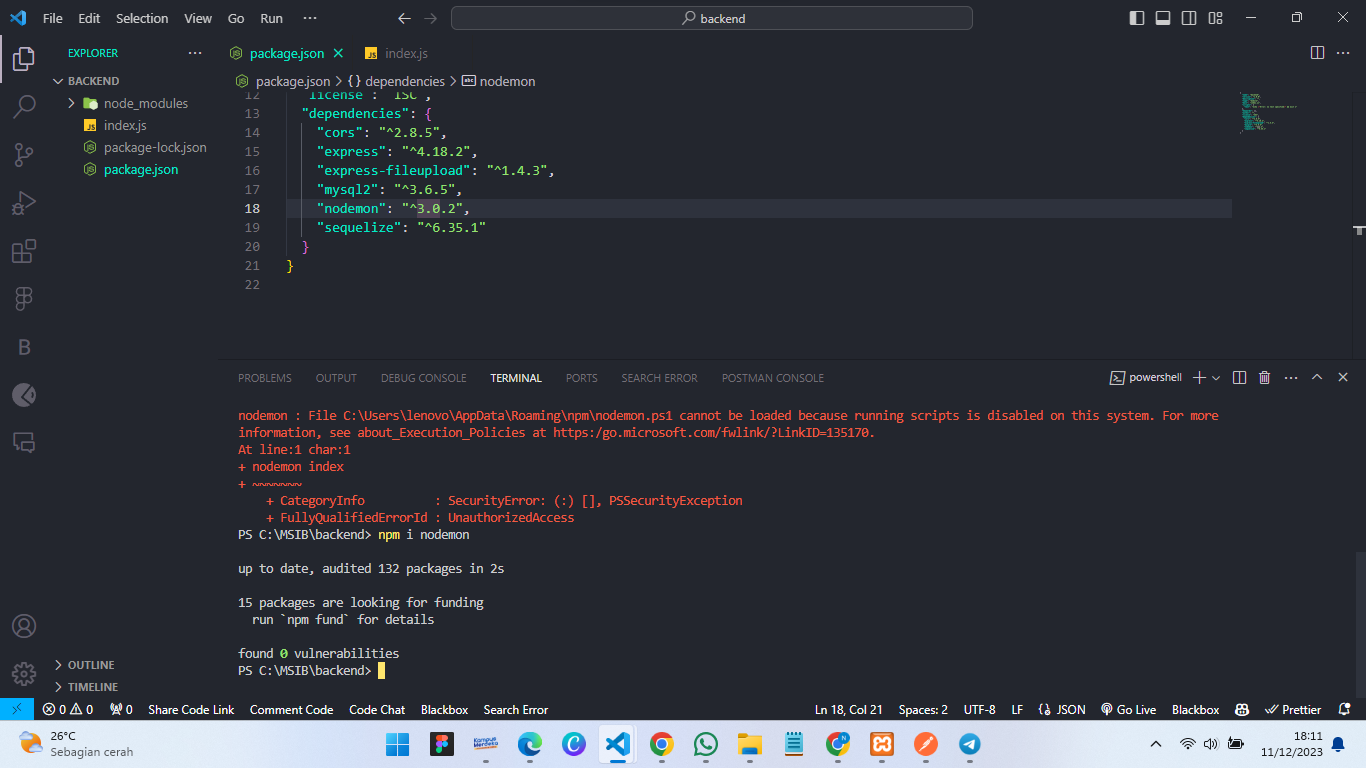 File Edit Selection View Go Run ···
backend
EXPLORER ···
package.json
index.js
BACKEND
package.json > {} dependencies > abc nodemon
node_modules
index.js
package-lock.json
package.json
12 "license": "ISC",
13 "dependencies": {
14 "cors": "^2.8.5",
15 "express": "^4.18.2",
16 "express-fileupload": "^1.4.3",
17 "mysql2": "^3.6.5",
18 "nodemon": "^3.0.2",
19 "sequelize": "^6.35.1"
20 }
21 }
22
PROBLEMS OUTPUT DEBUG CONSOLE TERMINAL PORTS SEARCH ERROR POSTMAN CONSOLE
powershell
nodemon : File C:\Users\lenovo\AppData\Roaming\npm\nodemon.ps1 cannot be loaded because running scripts is disabled on this system. For more
information, see about_Execution_Policies at https:/go.microsoft.com/fwlink/?LinkID=135170.
At line:1 char:1
+ nodemon index
+ ~~~~~~~
+ CategoryInfo : SecurityError: (:) [], PSSecurityException
+ FullyQualifiedErrorId : UnauthorizedAccess
PS C:\MSIB\backend> npm i nodemon
up to date, audited 132 packages in 2s
15 packages are looking for funding
run `npm fund` for details
found 0 vulnerabilities
PS C:\MSIB\backend>
OUTLINE
TIMELINE
0 0 0 Share Code Link Comment Code Code Chat Blackbox Search Error Ln 18, Col 21 Spaces: 2 UTF-8 LF {} JSON Go Live Blackbox Prettier
26°C
Sebagian cerah
Kampus
Merdeka
18:11
11/12/2023